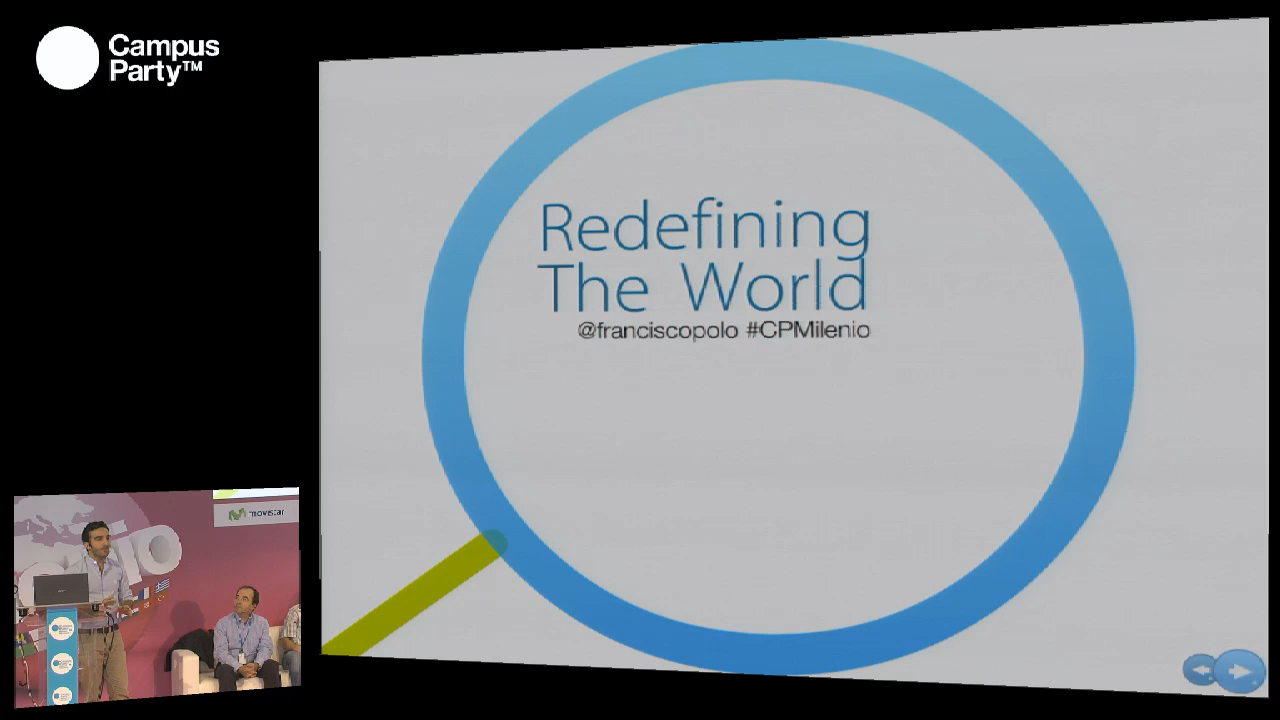 Campus
Party™
Redefining
The World
@franciscopolo #CPMilenio
movistar